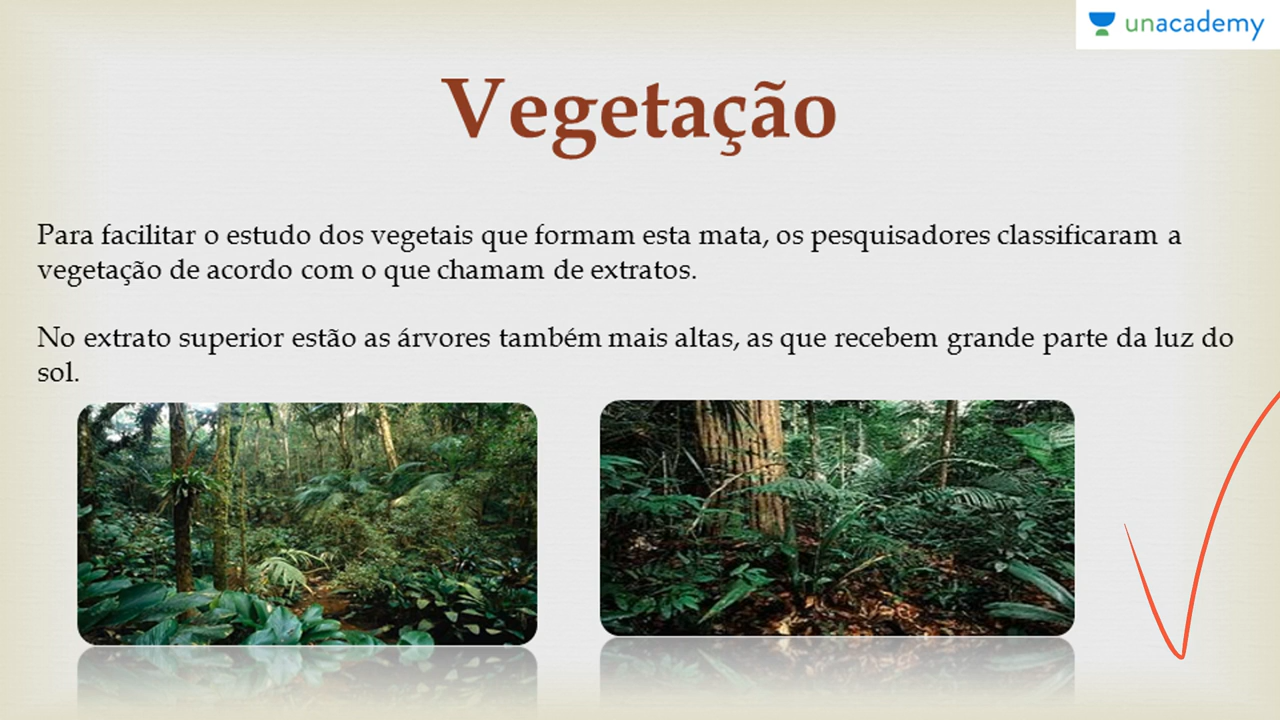 unacademy
Vegetação
Para facilitar o estudo dos vegetais que formam esta mata, os pesquisadores classificaram a
vegetação de acordo com o que chamam de extratos.
No extrato superior estão as árvores também mais altas, as que recebem grande parte da luz do
sol.